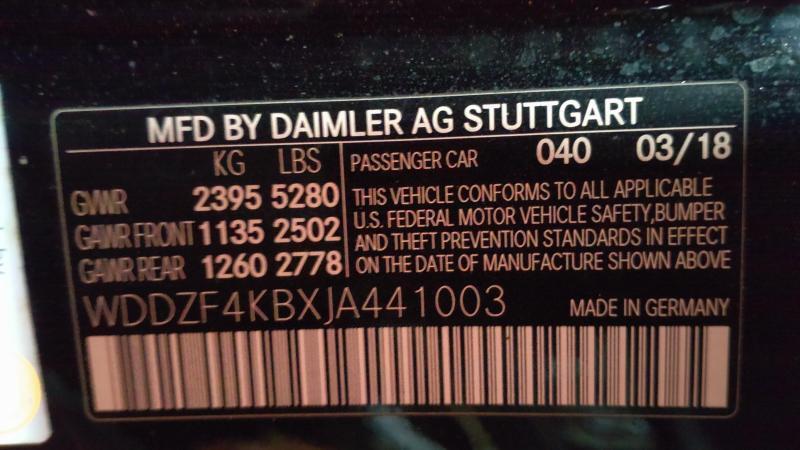 MFD BY DAIMLER AG STUTTGART
KG LBS
GVWR 2395 5280
GAWR FRONT 1135 2502
GAWR REAR 1260 2778
PASSENGER CAR 040 03/18
THIS VEHICLE CONFORMS TO ALL APPLICABLE
U.S. FEDERAL MOTOR VEHICLE SAFETY,BUMPER
AND THEFT PREVENTION STANDARDS IN EFFECT
ON THE DATE OF MANUFACTURE SHOWN ABOVE
WDDZF4KBXJA441003 MADE IN GERMANY